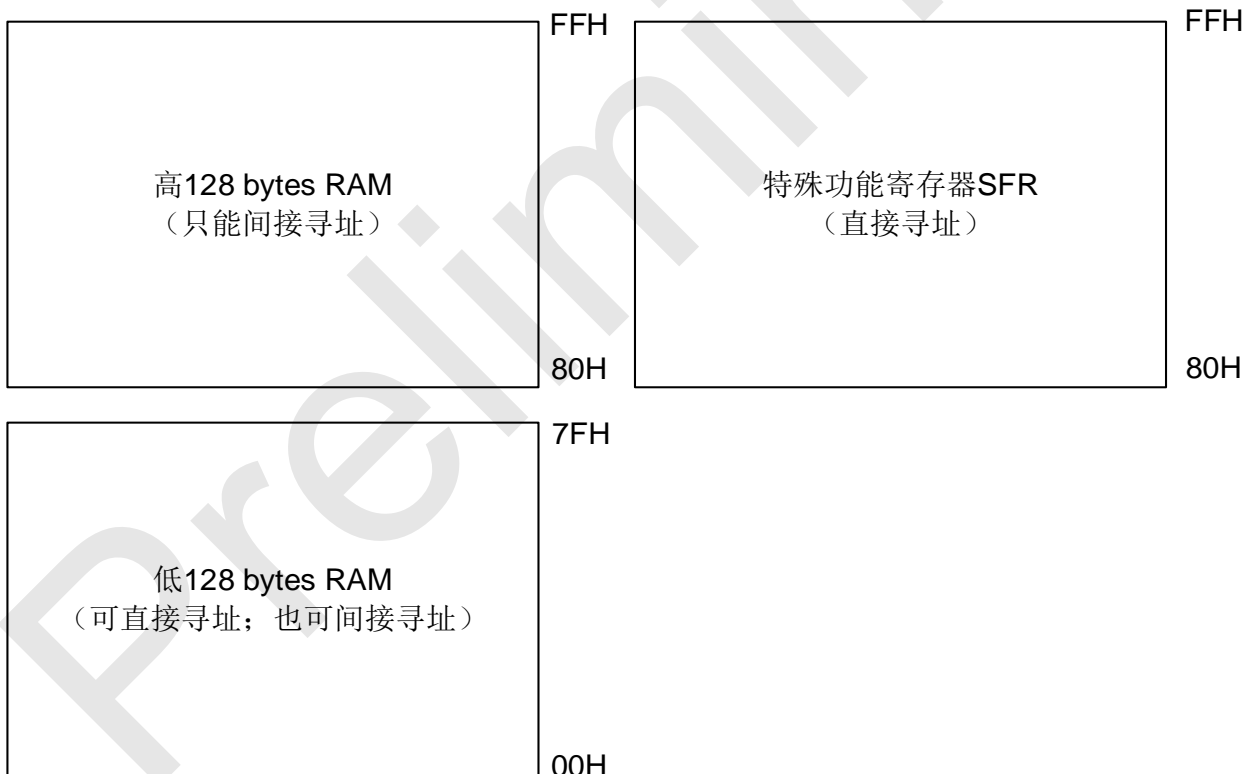 FFH
高128 bytes RAM
（只能间接寻址）
80H
FFH
特殊功能寄存器SFR
（直接寻址）
80H
7FH
低128 bytes RAM
（可直接寻址；也可间接寻址）
00H
Prelimin